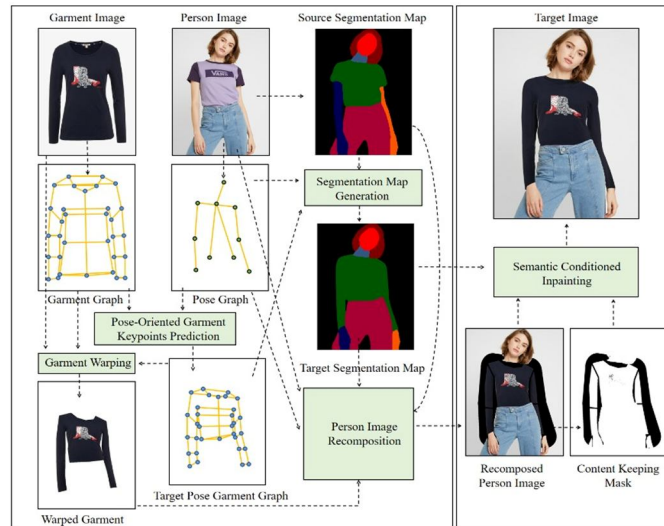 Garment Image
Person Image
Source Segmentation Map
Target Image
VANS
Segmentation Map
Generation
Garment Graph
Pose Graph
Semantic Conditioned
Inpainting
Pose-Oriented Garment
Keypoints Prediction
Garment Warping
Target Segmentation Map
Person Image
Recomposition
Target Pose Garment Graph
Warped Garment
Recomposed
Person Image
Content Keeping
Mask